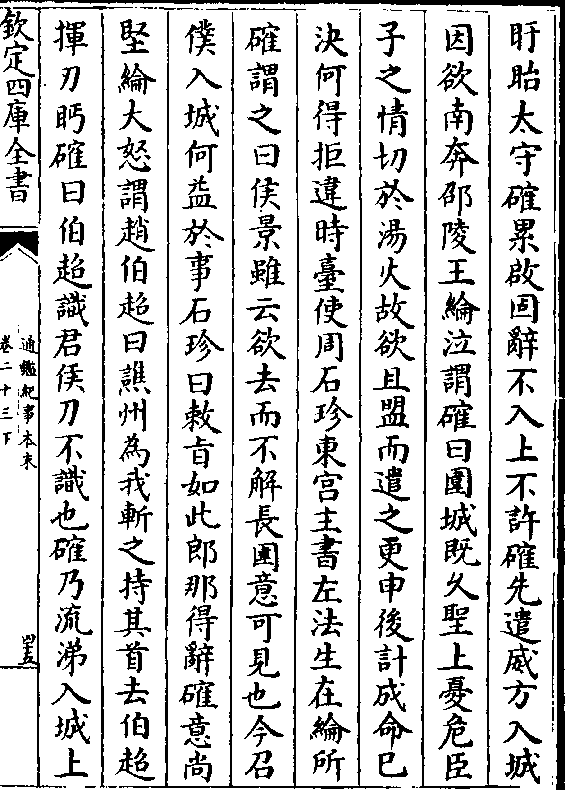 盱眙太守確累啟固辭不入上不許確先遣威方入城
因欲南奔邵陵王綸泣謂確曰圍城既久聖上憂危臣
子之情切於湯火故欲且盟而遣之更申後計成命已
決何得拒違時臺使周石珍東宮主書左法生在綸所
確謂之曰侯景雖云欲去而不解長圍意可見也今召
僕入城何益於事石珍曰敕旨如此郎那得辭確意尚
堅綸大怒謂趙伯超曰譙州為我斬之持其首去伯超
揮刃眄確曰伯超識君侯刀不識也確乃流涕入城上
欽定四庫全書
通鑑紀事本末
卷二十三下
四五